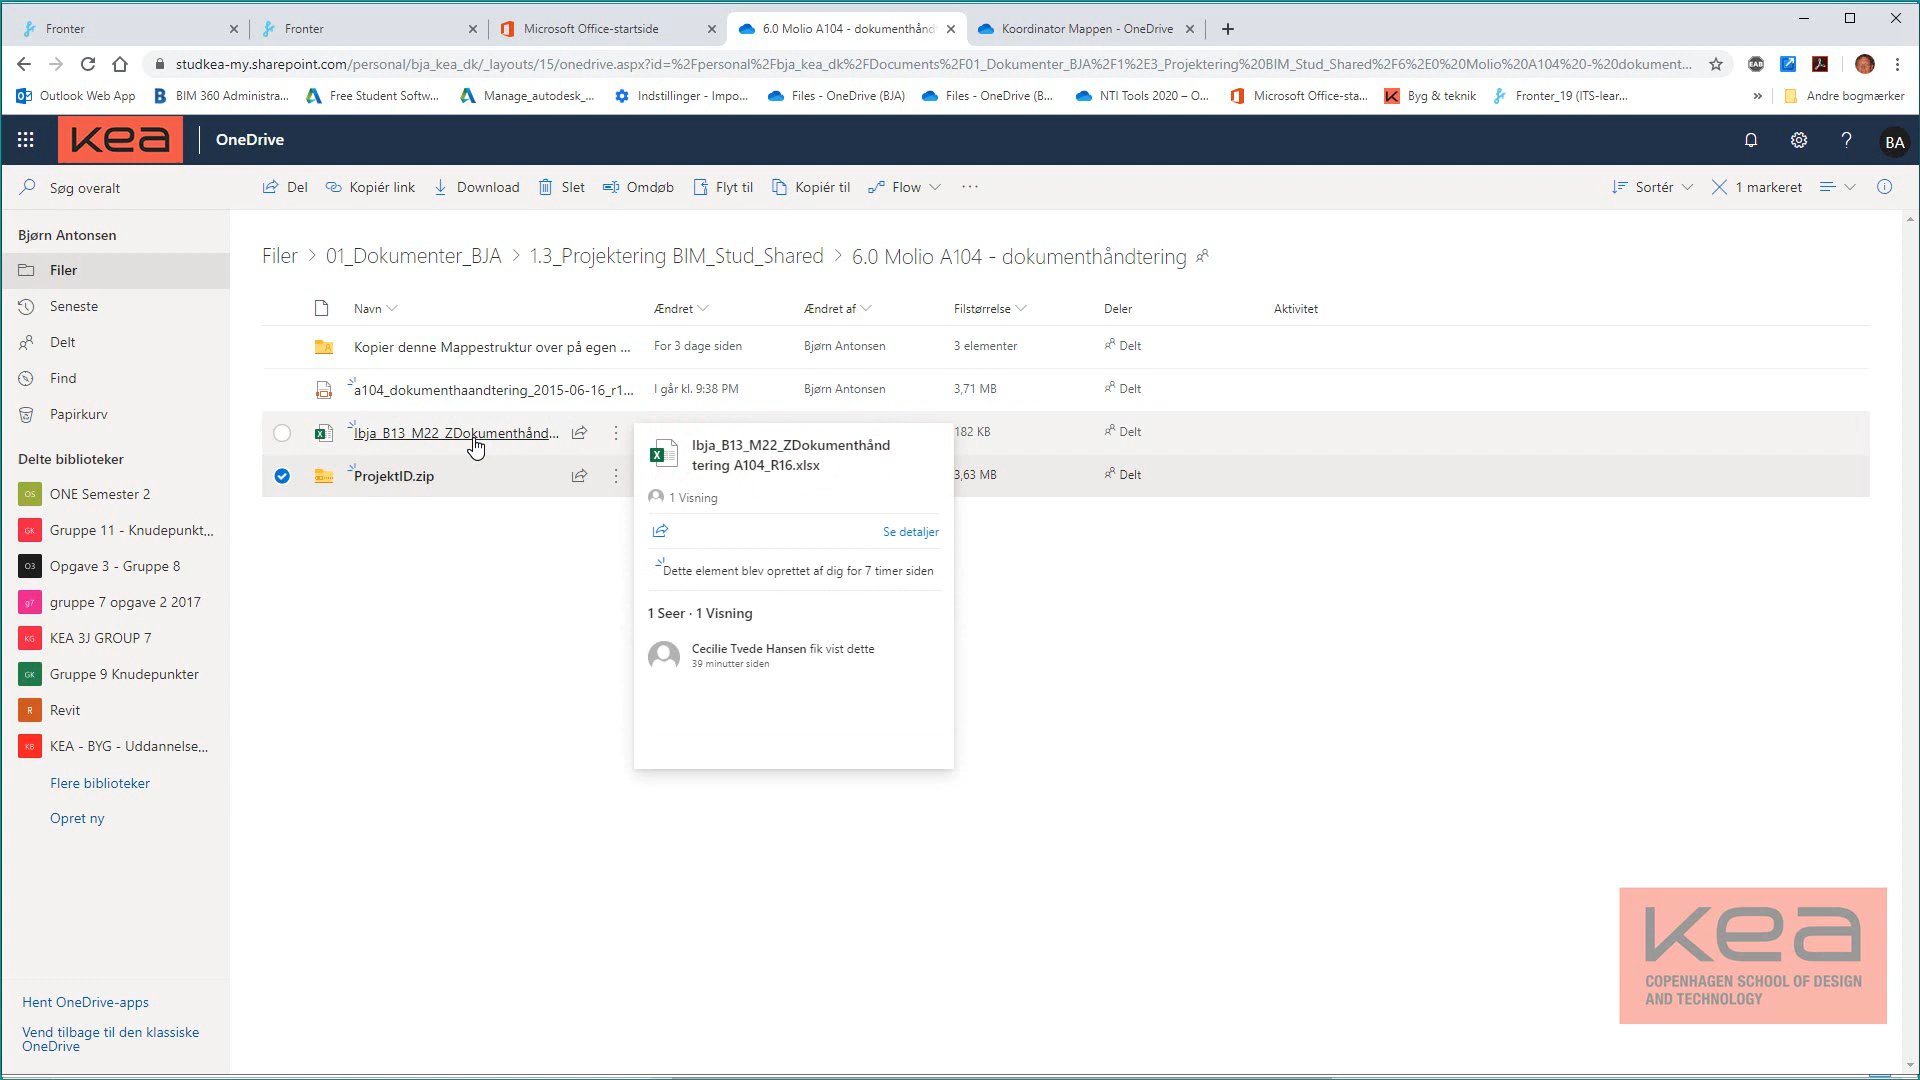 Fronter
Fronter
Microsoft Office-startside
6.0 Molio A104 - dokumenthånd
Koordinator Mappen - OneDrive
studkea-my.sharepoint.com/personal/bja_kea_dk/_layouts/15/onedrive.aspx?id=%2Fpersonal%2Fbja_kea_dk%2FDocuments%2F01_Dokumenter_BJA%2F1%2E3_Projektering%20BIM_Stud_Shared%2F6%2E0%20Molio%20A104%20-%20dokument...
EAB
Outlook Web App
BIM 360 Administra...
Free Student Softw...
Manage_autodesk_...
Indstillinger - Impo...
Files - OneDrive (BJA)
Files - OneDrive (B...
NTI Tools 2020 – O...
Microsoft Office-sta...
Byg & teknik
Fronter_19 (ITS-lear...
»
Andre bogmærker
kea
OneDrive
BA
Søg overalt
Del
Kopiér link
Download
Slet
Omdøb
Flyt til
Kopiér til
Flow
...
Sortér
1 markeret
Bjørn Antonsen
Filer
Seneste
Delt
Find
Papirkurv
Delte biblioteker
OS ONE Semester 2
GK Gruppe 11 - Knudepunkt...
O3 Opgave 3 - Gruppe 8
g7 gruppe 7 opgave 2 2017
KG KEA 3J GROUP 7
GK Gruppe 9 Knudepunkter
R Revit
KB KEA - BYG - Uddannelse...
Flere biblioteker
Opret ny
Hent OneDrive-apps
Vend tilbage til den klassiske
OneDrive
Filer > 01_Dokumenter_BJA > 1.3_Projektering BIM_Stud_Shared > 6.0 Molio A104 - dokumenthåndtering
Navn
Ændret
Ændret af
Filstørrelse
Deler
Aktivitet
Kopier denne Mappestruktur over på egen ...
For 3 dage siden
Bjørn Antonsen
3 elementer
Delt
a104_dokumenthaandtering_2015-06-16_r1...
I går kl. 9:38 PM
Bjørn Antonsen
3,71 MB
Delt
Ibja_B13_M22_ZDokumenthånd...
182 KB
Delt
ProjektID.zip
3,63 MB
Delt
Ibja_B13_M22_ZDokumenthånd
tering A104_R16.xlsx
1 Visning
Se detaljer
Dette element blev oprettet af dig for 7 timer siden
1 Seer · 1 Visning
Cecilie Tvede Hansen fik vist dette
39 minutter siden
kea
COPENHAGEN SCHOOL OF DESIGN
AND TECHNOLOGY